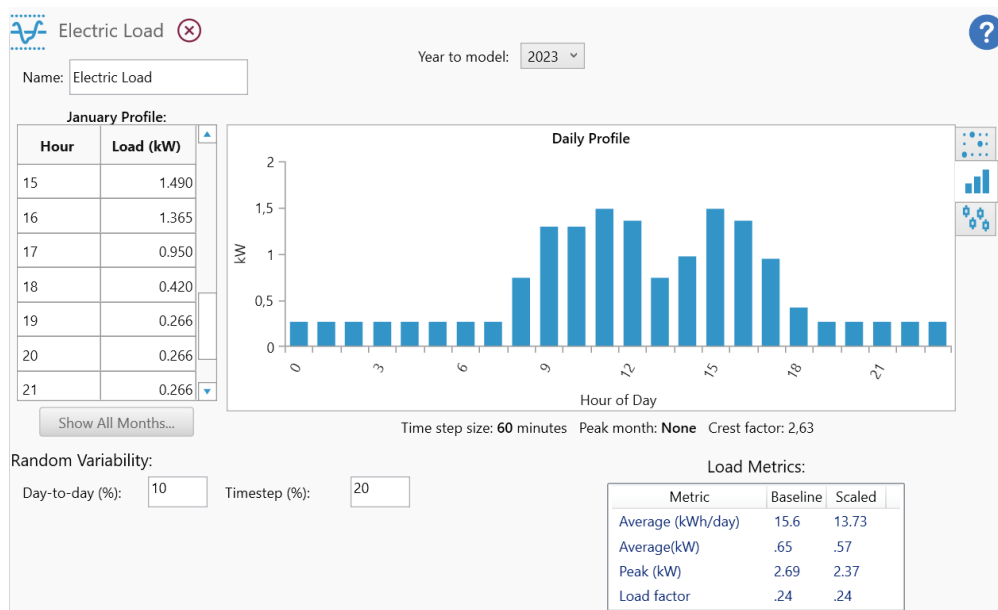 Electric Load
?
Year to model: 2023
Name: Electric Load
January Profile:
Hour Load (kW)
15 1.490
16 1.365
17 0.950
18 0.420
19 0.266
20 0.266
21 0.266
Show All Months...
Daily Profile
2
1,5
1
0,5
0
kW
0 3 6 9 12 15 18 21
Hour of Day
Time step size: 60 minutes Peak month: None Crest factor: 2,63
Random Variability:
Day-to-day (%): 10 Timestep (%): 20
Load Metrics:
Metric Baseline Scaled
Average (kWh/day) 15.6 13.73
Average(kW) .65 .57
Peak (kW) 2.69 2.37
Load factor .24 .24